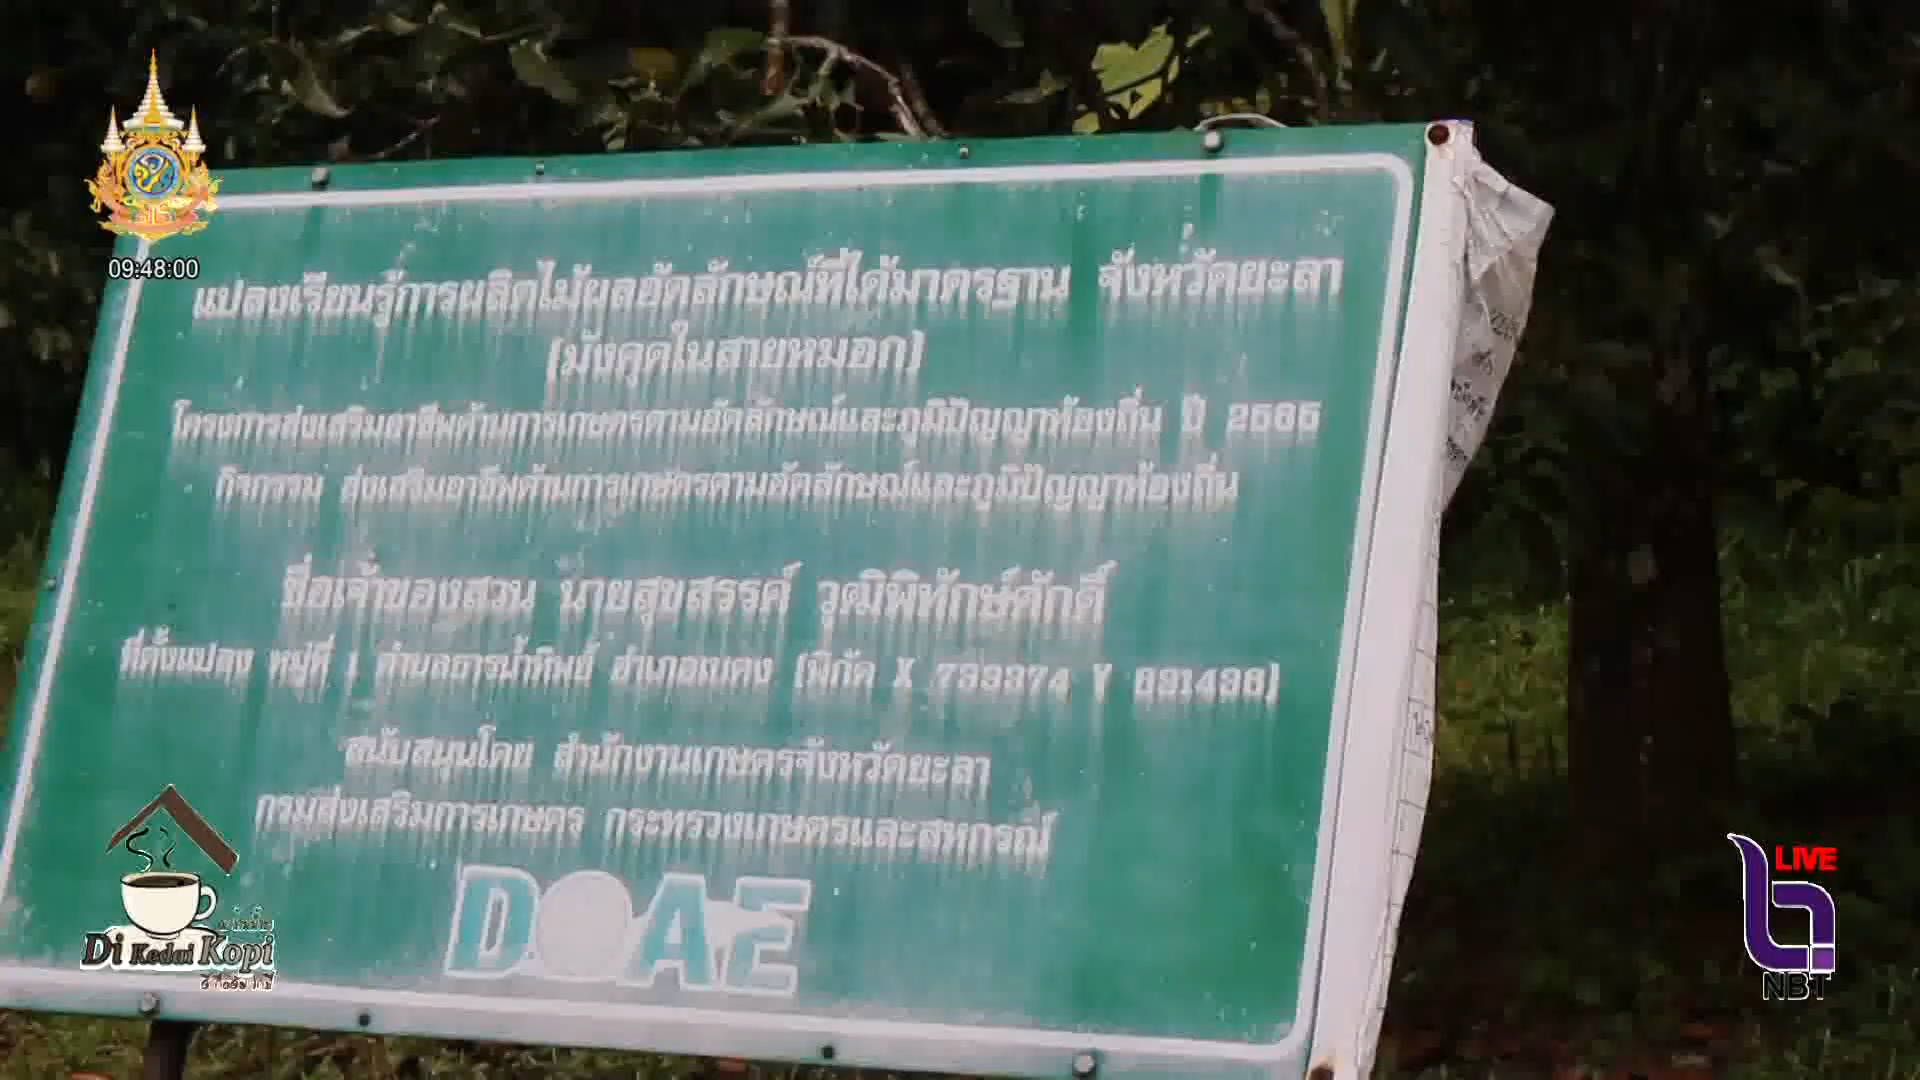 09:48:00
แปลงเรียนรู้การผลิตไม้ผลอัตลักษณ์ที่ได้มาตรฐาน จังหวัดยะลา
(มังคุดในสายหมอก)
โครงการส่งเสริมอาชีพด้านการเกษตรตามอัตลักษณ์และภูมิปัญญาท้องถิ่น ปี 2565
กิจกรรม ส่งเสริมอาชีพด้านการเกษตรตามอัตลักษณ์และภูมิปัญญาท้องถิ่น
ชื่อเจ้าของสวน นายสุขสรรค์ วุฒิพิทักษ์ศักดิ์
ที่ตั้งแปลง หมู่ที่ 1 ตำบลธารน้ำทิพย์ อำเภอเบตง (พิกัด X 733374 Y
สนับสนุนโดย สำนักงานเกษตรจังหวัดยะลา
กรมส่งเสริมการเกษตร กระทรวงเกษตรและสหกรณ์
DOAE
Di Kedai Kopi
LIVE
NBT